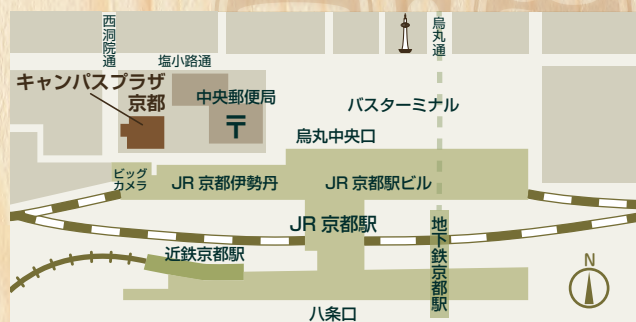 西洞院通
烏丸通
塩小路通
キャンパスプラザ
京都
中央郵便局
〒
バスターミナル
烏丸中央口
ビッグ
カメラ
JR 京都伊勢丹
JR 京都駅ビル
JR 京都駅
地下鉄京都駅
近鉄京都駅
N
八条口